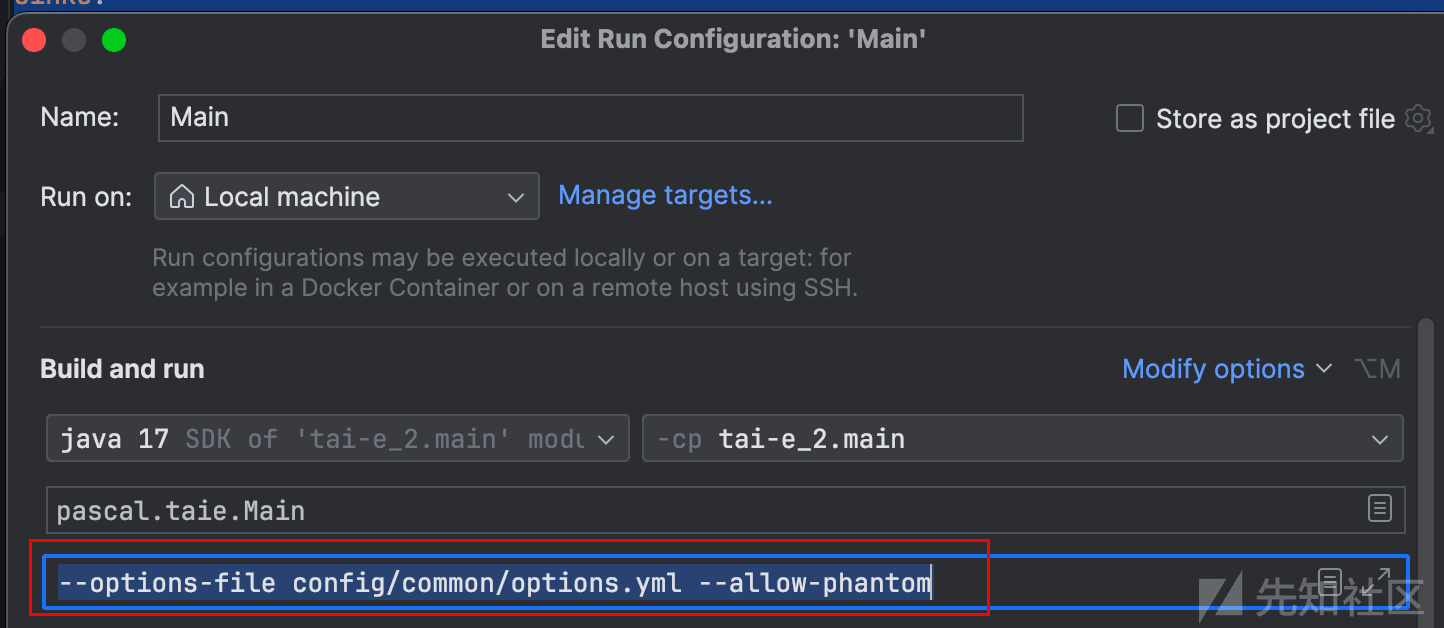 Edit Run Configuration: 'Main'
Name: Main Store as project file
Run on: Local machine Manage targets...
Run configurations may be executed locally or on a target: for
example in a Docker Container or on a remote host using SSH.
Build and run Modify options ⌥M
java 17 SDK of 'tai-e_2.main' modu -cp tai-e_2.main
pascal.taie.Main
--options-file config/common/options.yml --allow-phantom
先知社区